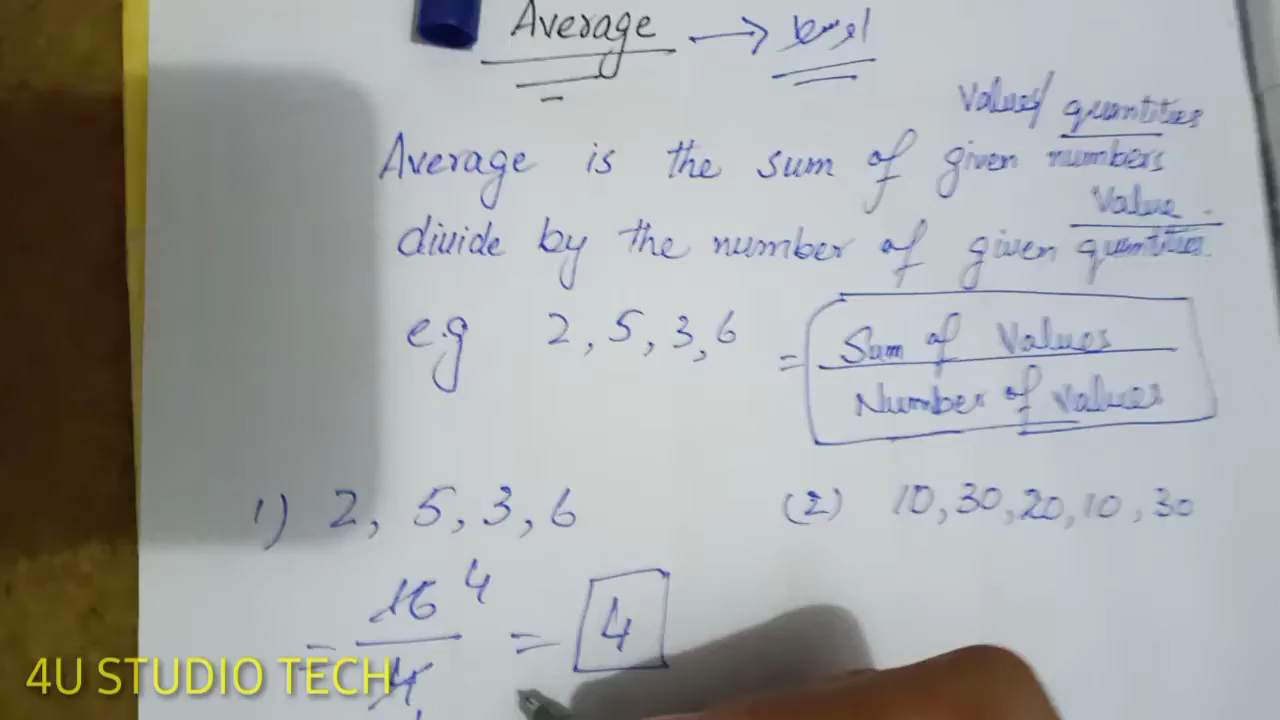 Average → اوسط
Values/ quantities
Average is the sum of given numbers
Value
divide by the number of given quantities.
e.g 2, 5, 3, 6 = Sum of Values
Number of values
1) 2, 5, 3, 6 (2) 10, 30, 20, 10, 30
= 16 4 = 4
4
4U STUDIO TECH